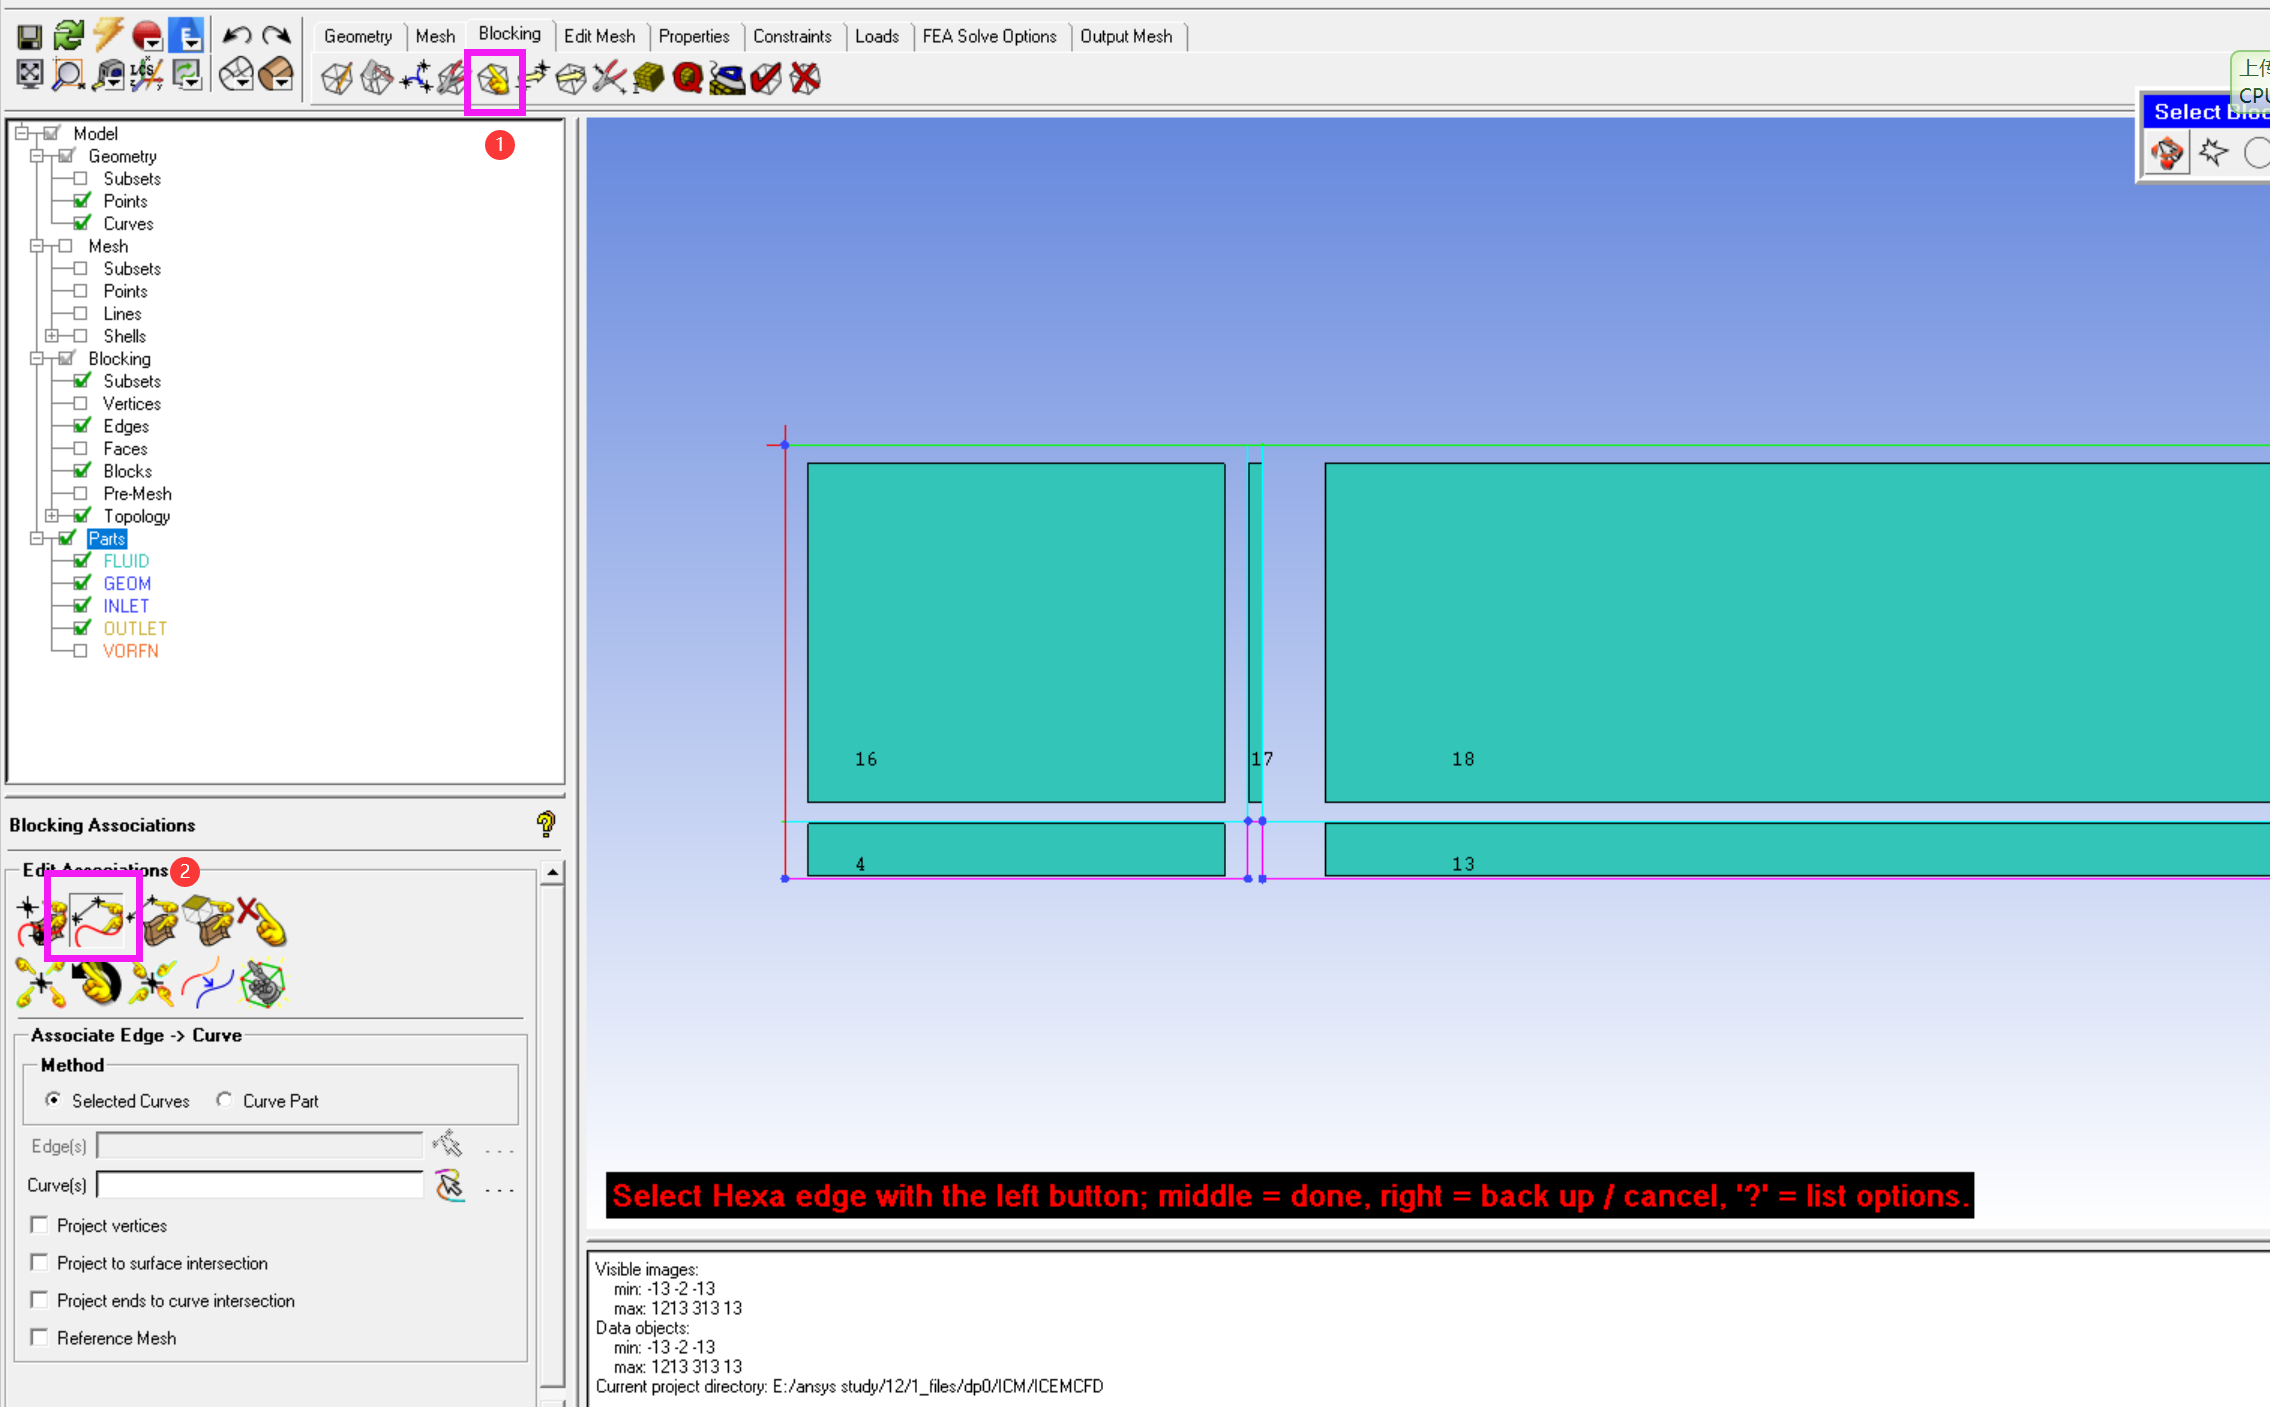 Geometry Mesh Blocking Edit Mesh Properties Constraints Loads FEA Solve Options Output Mesh
1
上传
CPU
Select
Model
Geometry
Subsets
Points
Curves
Mesh
Subsets
Points
Lines
Shells
Blocking
Subsets
Vertices
Edges
Faces
Blocks
Pre-Mesh
Topology
Parts
FLUID
GEOM
INLET
OUTLET
VORFN
16
17
18
4
13
Blocking Associations
Edit Associations
2
Associate Edge -> Curve
Method
Selected Curves Curve Part
Edge(s) ...
Curve(s) ...
Project vertices
Project to surface intersection
Project ends to curve intersection
Reference Mesh
Select Hexa edge with the left button; middle = done, right = back up / cancel, '?' = list options.
Visible images:
min: -13 -2 -13
max: 1213 313 13
Data objects:
min: -13 -2 -13
max: 1213 313 13
Current project directory: E:/ansys study/12/1_files/dp0/ICM/ICEMCFD